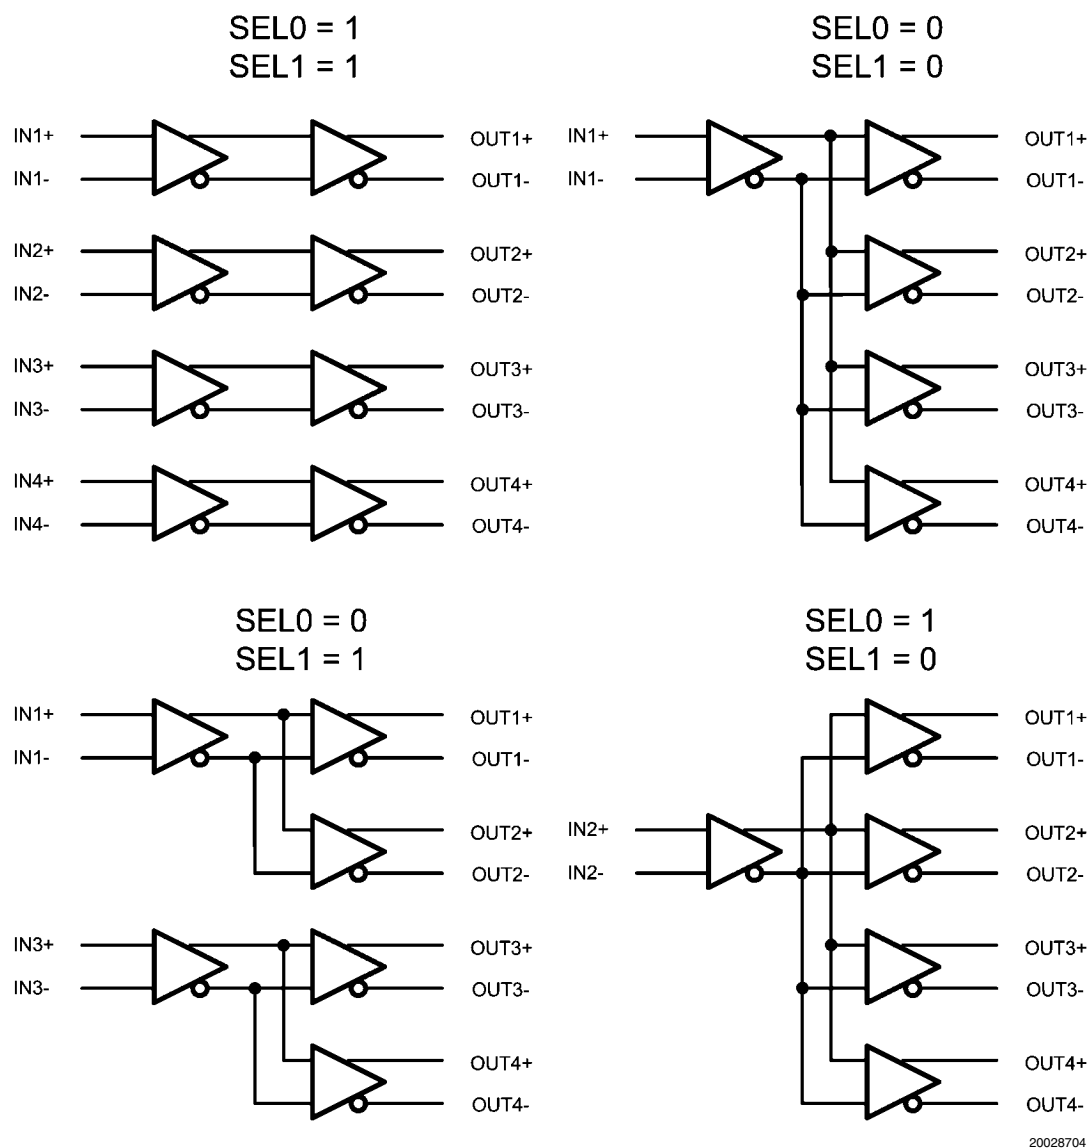 SEL0 = 1
SEL1 = 1
IN1+
OUT1+
IN1-
OUT1-
IN2+
OUT2+
IN2-
OUT2-
IN3+
OUT3+
IN3-
OUT3-
IN4+
OUT4+
IN4-
OUT4-
SEL0 = 0
SEL1 = 0
IN1+
OUT1+
IN1-
OUT1-
OUT2+
OUT2-
OUT3+
OUT3-
OUT4+
OUT4-
SEL0 = 0
SEL1 = 1
IN1+
OUT1+
IN1-
OUT1-
OUT2+
OUT2-
IN3+
OUT3+
IN3-
OUT3-
OUT4+
OUT4-
SEL0 = 1
SEL1 = 0
OUT1+
OUT1-
IN2+
OUT2+
IN2-
OUT2-
OUT3+
OUT3-
OUT4+
OUT4-
20028704